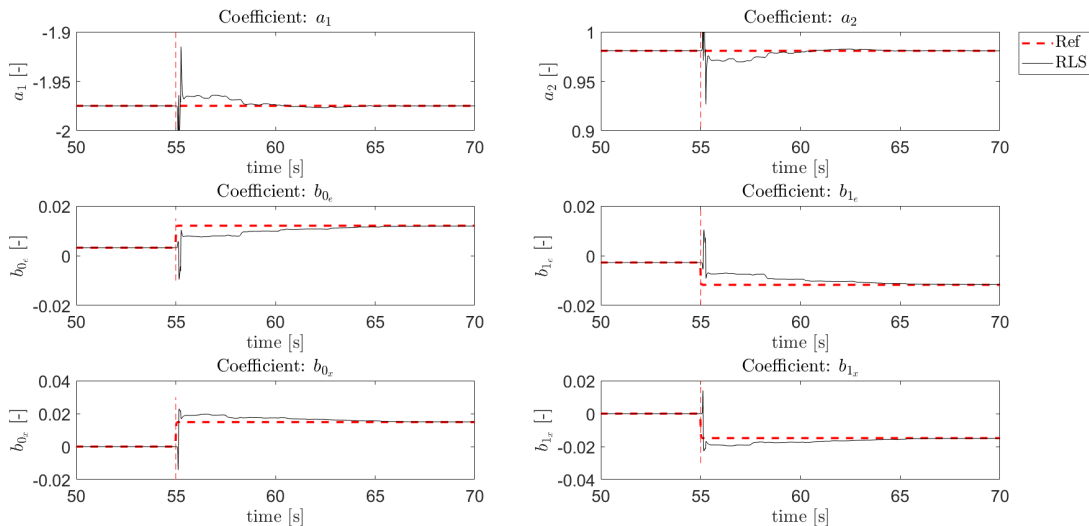 Coefficient: a₁
-1.9
-1.95
-2
a₁ [-]
50 55 60 65 70
time [s]
Coefficient: a₂
1
0.95
0.9
a₂ [-]
50 55 60 65 70
time [s]
Ref
RLS
Coefficient: b₀ₑ
0.02
0
-0.02
b₀ₑ [-]
50 55 60 65 70
time [s]
Coefficient: b₁ₑ
0.02
0
-0.02
b₁ₑ [-]
50 55 60 65 70
time [s]
Coefficient: b₀ₓ
0.04
0.02
0
-0.02
b₀ₓ [-]
50 55 60 65 70
time [s]
Coefficient: b₁ₓ
0.02
0
-0.02
-0.04
b₁ₓ [-]
50 55 60 65 70
time [s]